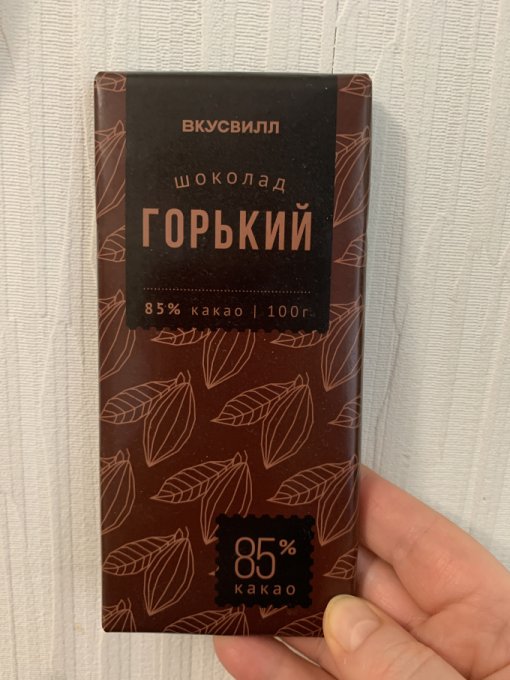 ВКУСВИЛЛ
шоколад
ГОРЬКИЙ
85% какао | 100г
85%
какао